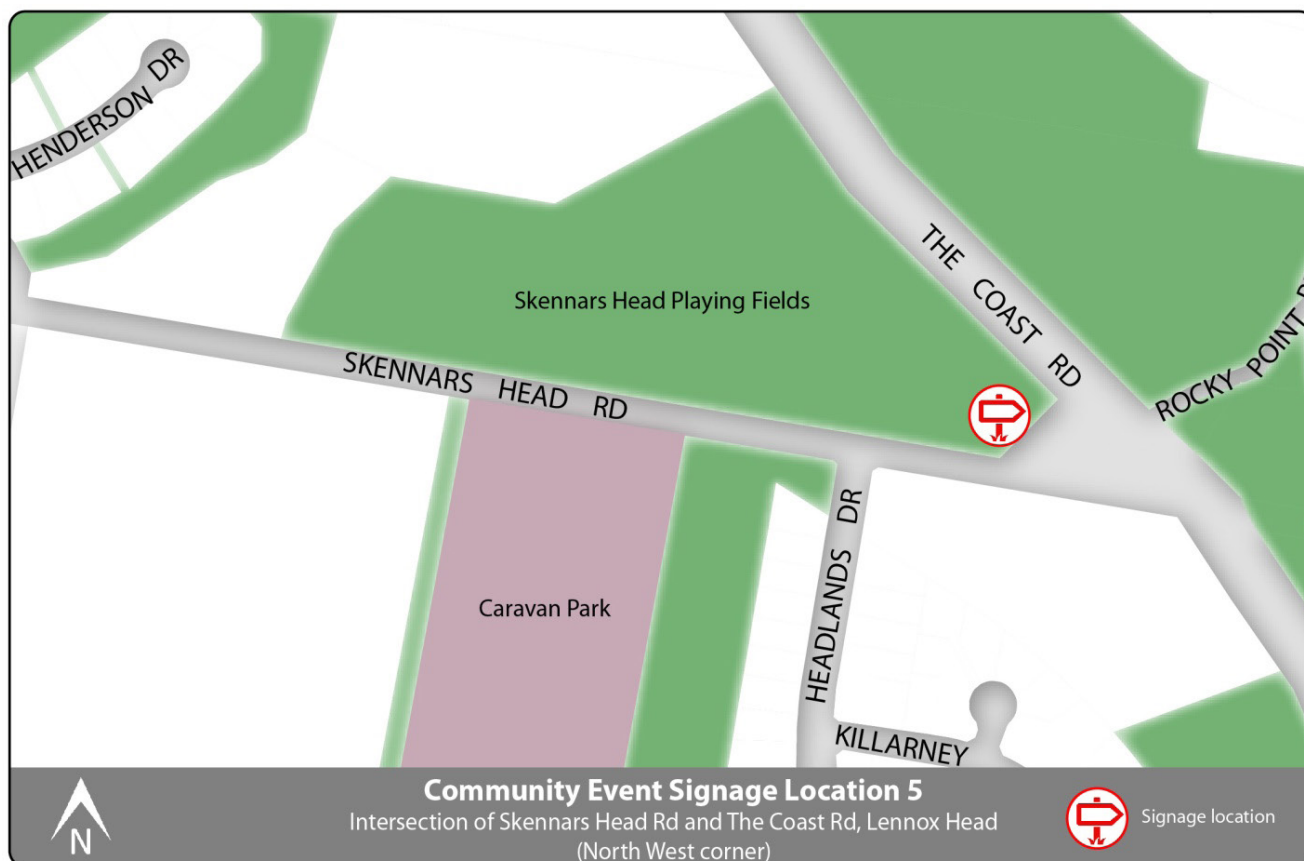 HENDERSON DR
THE COAST RD
Skennars Head Playing Fields
ROCKY POINT
SKENNARS HEAD RD
HEADLANDS DR
Caravan Park
KILLARNEY
N
Community Event Signage Location 5
Intersection of Skennars Head Rd and The Coast Rd, Lennox Head
(North West corner)
Signage location